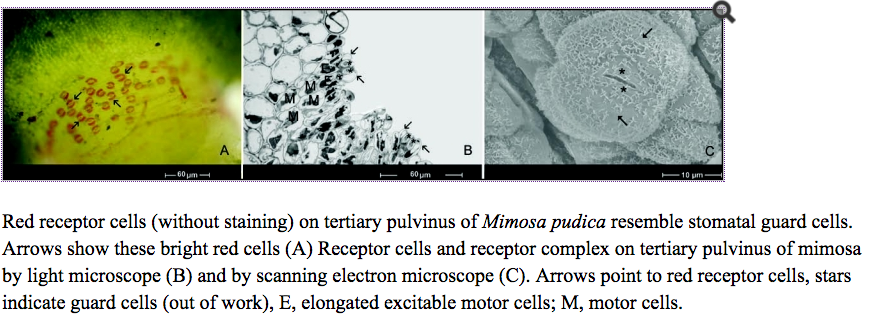 A
B
C
M
E
M
M
M
60 µm
60 µm
10 µm
Red receptor cells (without staining) on tertiary pulvinus of Mimosa pudica resemble stomatal guard cells.
Arrows show these bright red cells (A) Receptor cells and receptor complex on tertiary pulvinus of mimosa
by light microscope (B) and by scanning electron microscope (C). Arrows point to red receptor cells, stars
indicate guard cells (out of work), E, elongated excitable motor cells; M, motor cells.